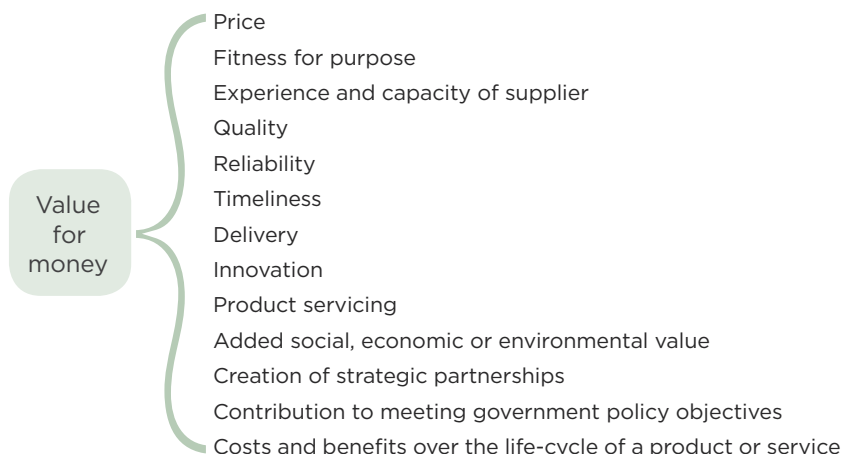 Value
for
money
Price
Fitness for purpose
Experience and capacity of supplier
Quality
Reliability
Timeliness
Delivery
Innovation
Product servicing
Added social, economic or environmental value
Creation of strategic partnerships
Contribution to meeting government policy objectives
Costs and benefits over the life-cycle of a product or service